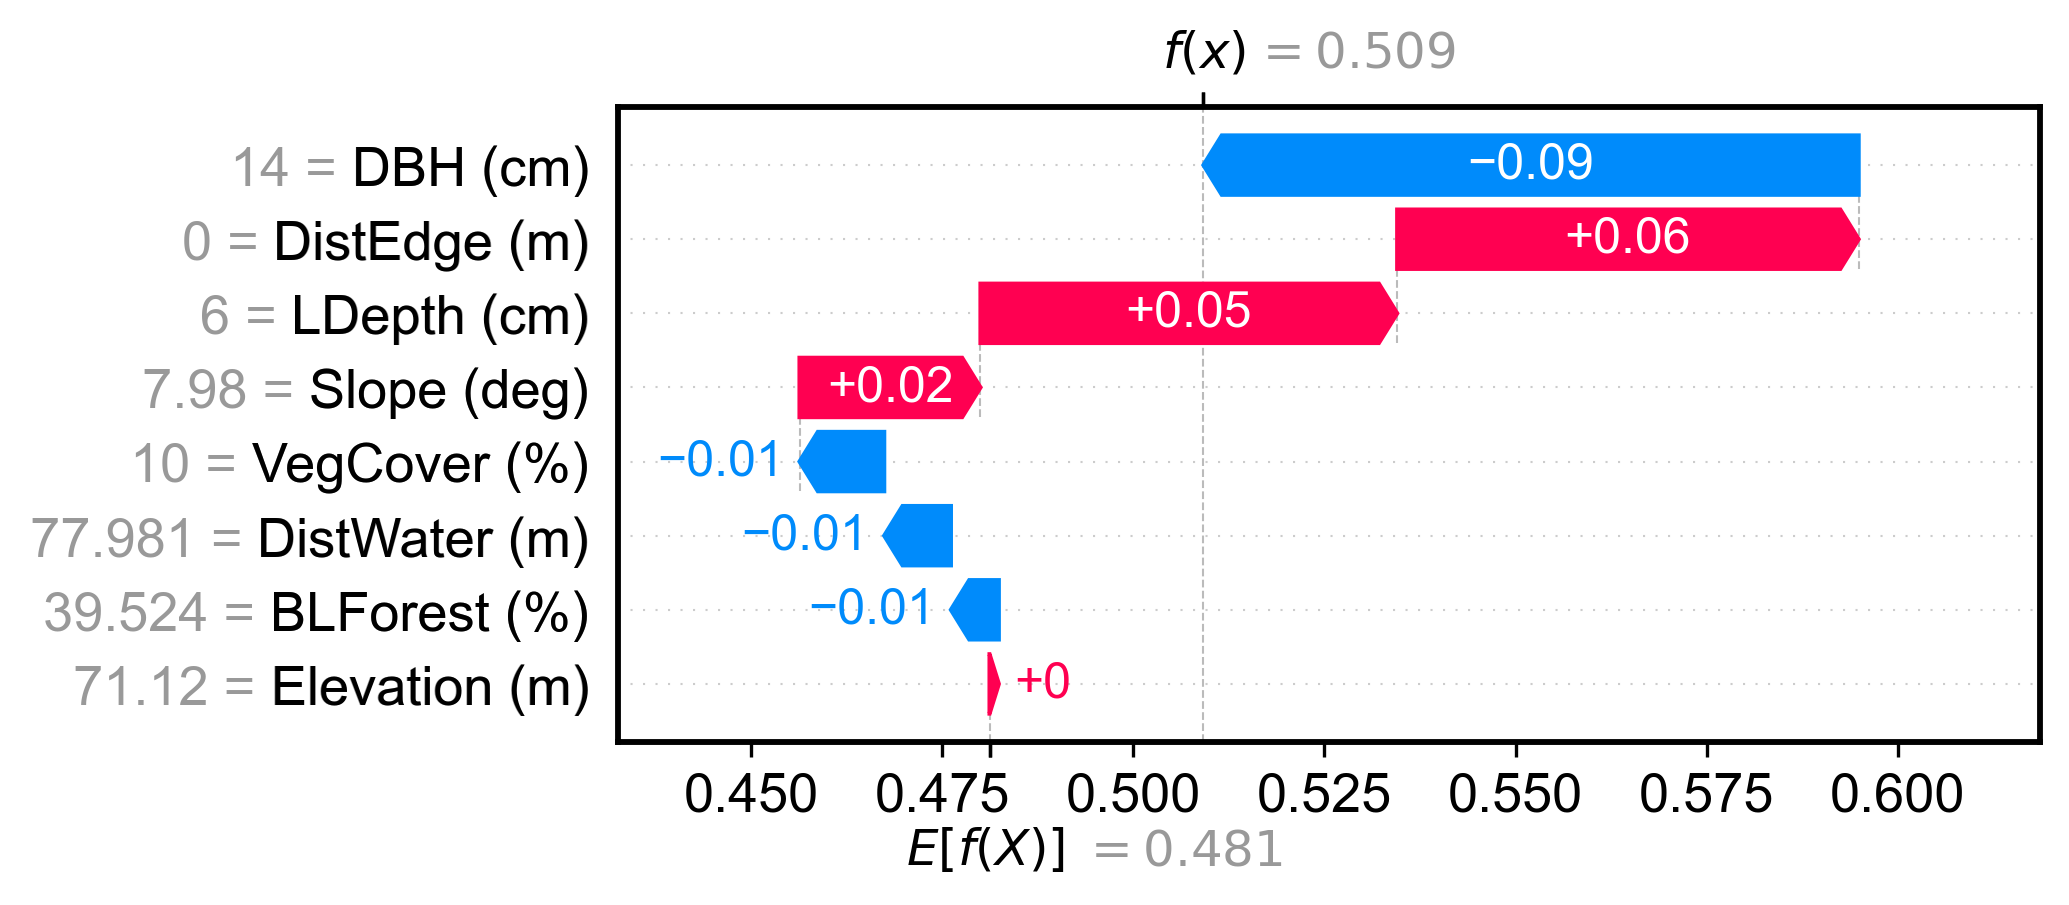 f(x) = 0.509
14 = DBH (cm) −0.09
0 = DistEdge (m) +0.06
6 = LDepth (cm) +0.05
7.98 = Slope (deg) +0.02
10 = VegCover (%) −0.01
77.981 = DistWater (m) −0.01
39.524 = BLForest (%) −0.01
71.12 = Elevation (m) +0
0.450 0.475 0.500 0.525 0.550 0.575 0.600
E[f(X)] = 0.481